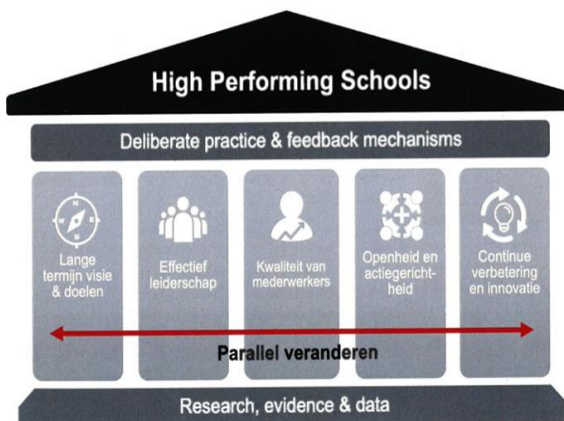 High Performing Schools
Deliberate practice & feedback mechanisms
Lange
termijn visie
& doelen
Effectief
leiderschap
Kwaliteit van
mederwerkers
Openheid en
actiegericht-
heid
Continue
verbetering
en innovatie
Parallel veranderen
Research, evidence & data